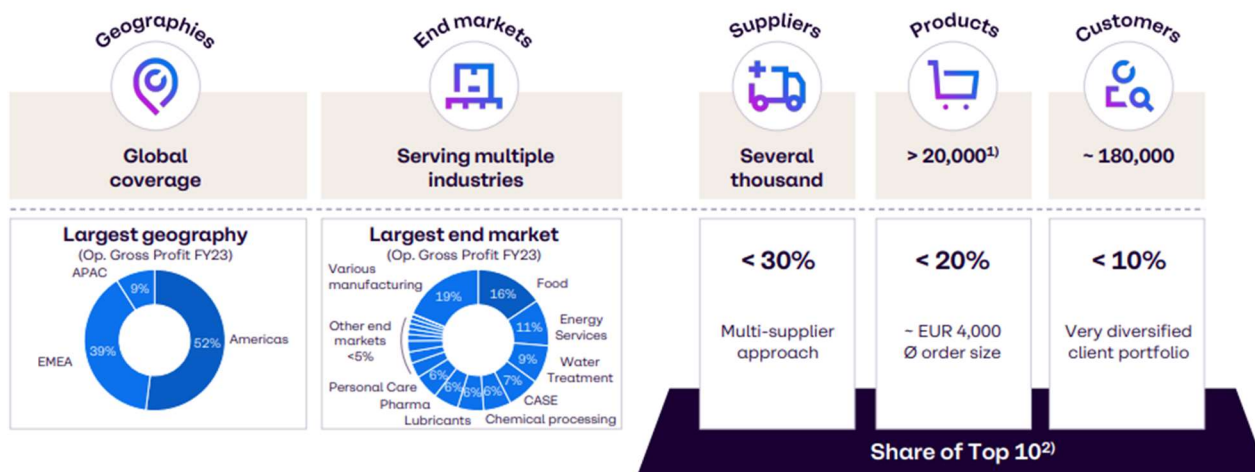 Geographies
End markets
Suppliers
Products
Customers
Global
coverage
Serving multiple
industries
Several
thousand
> 20,000¹⁾
~ 180,000
Largest geography
(Op. Gross Profit FY23)
APAC
9%
EMEA
39%
52%
Americas
Largest end market
(Op. Gross Profit FY23)
Various
manufacturing
19%
16%
Food
11%
Energy
Services
9%
Water
Treatment
7%
CASE
6%
Chemical processing
6%
Lubricants
6%
Pharma
6%
Personal Care
Other end
markets
<5%
< 30%
Multi-supplier
approach
< 20%
~ EUR 4,000
Ø order size
< 10%
Very diversified
client portfolio
Share of Top 10²⁾